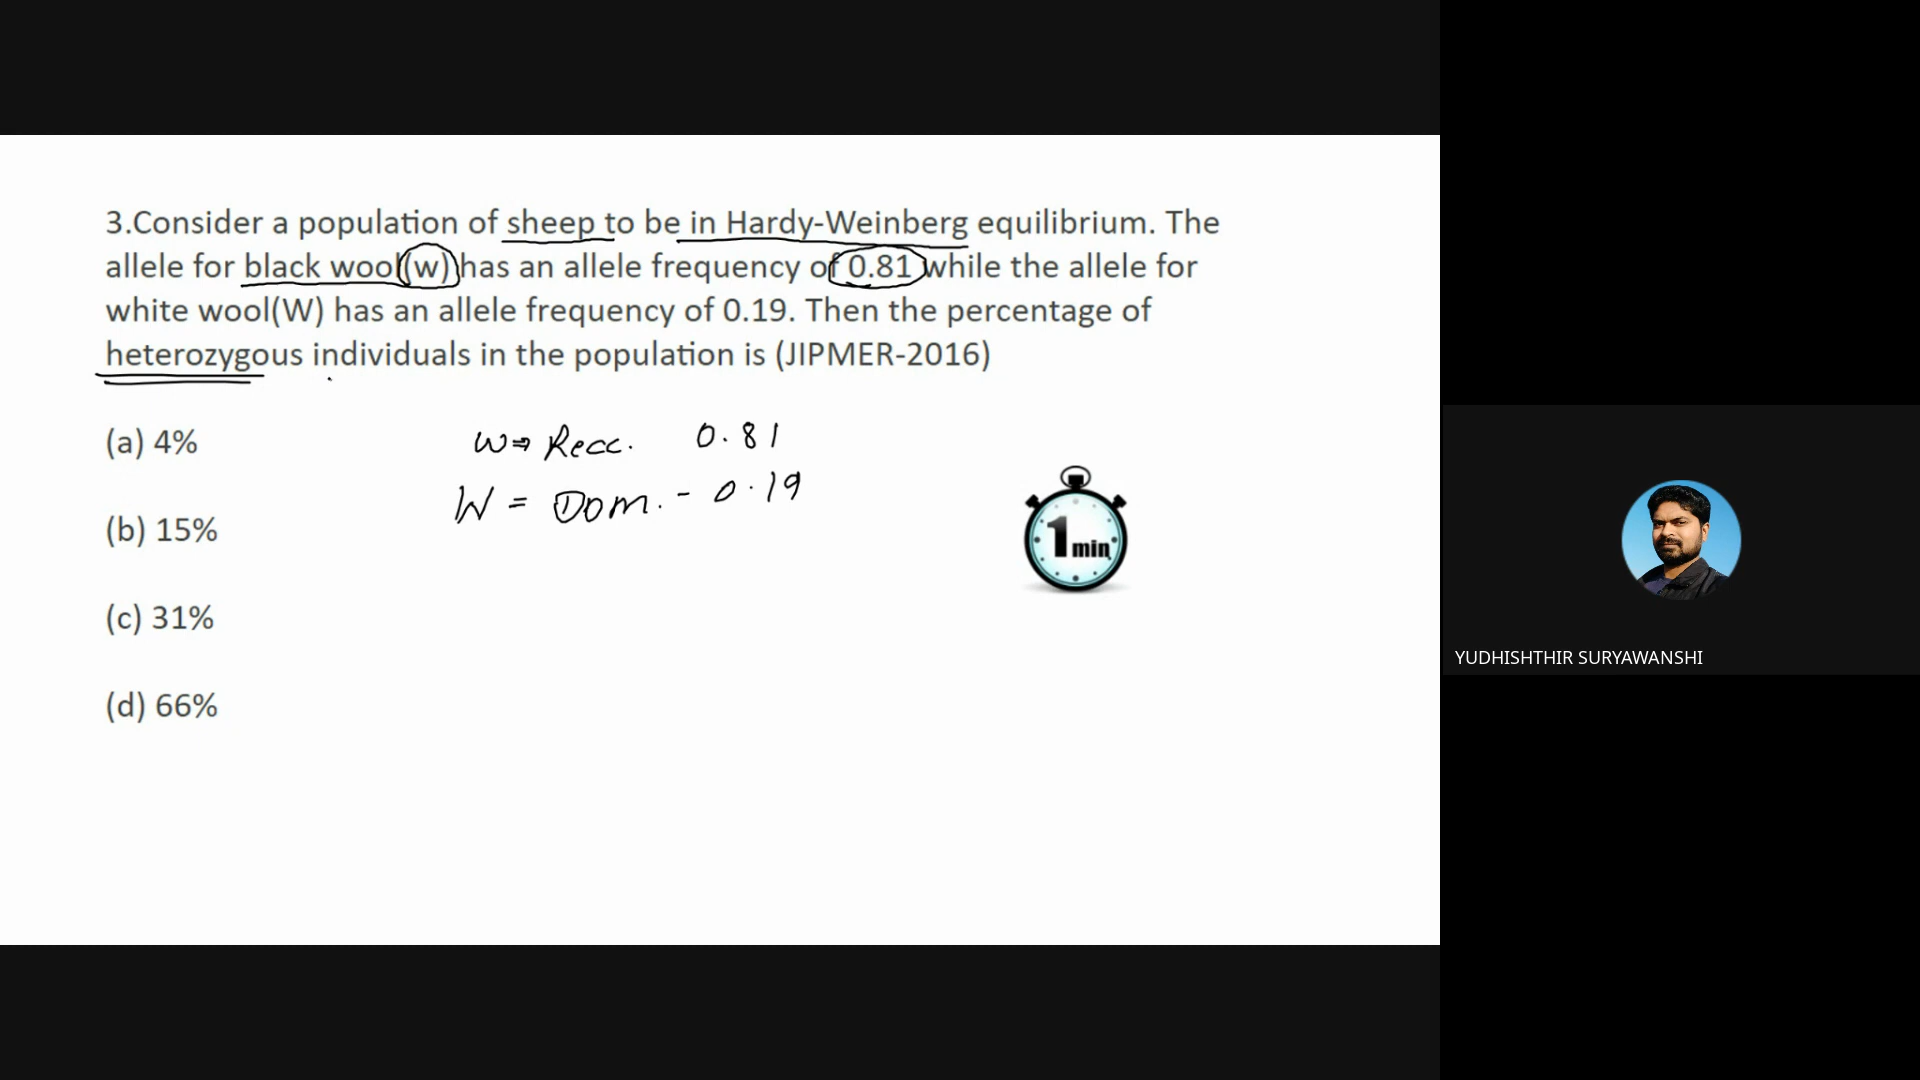 3.Consider a population of sheep to be in Hardy-Weinberg equilibrium. The
allele for black wool(w) has an allele frequency of 0.81 while the allele for
white wool(W) has an allele frequency of 0.19. Then the percentage of
heterozygous individuals in the population is (JIPMER-2016)
(a) 4%
(b) 15%
(c) 31%
(d) 66%
w⇒ Recc. 0.81
W = Dom. - 0.19
1 min
YUDHISHTHIR SURYAWANSHI